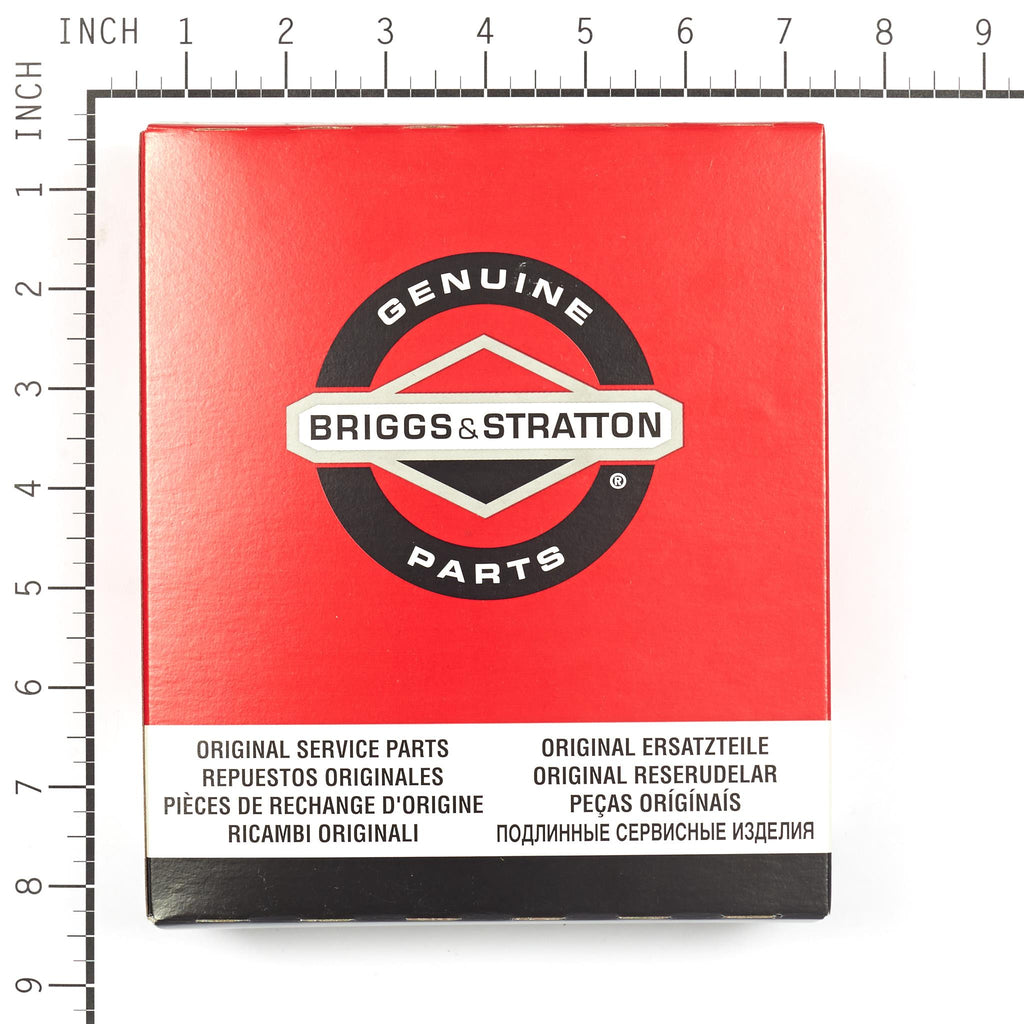 INCH 1 2 3 4 5 6 7 8 9
INCH
1
2
3
4
5
6
7
8
9
GENUINE
BRIGGS & STRATTON
®
PARTS
ORIGINAL SERVICE PARTS
REPUESTOS ORIGINALES
PIÈCES DE RECHANGE D'ORIGINE
RICAMBI ORIGINALI
ORIGINAL ERSATZTEILE
ORIGINAL RESERUDELAR
PEÇAS ORÍGÍNAÍS
ПОДЛИННЫЕ СЕРВИСНЫЕ ИЗДЕЛИЯ